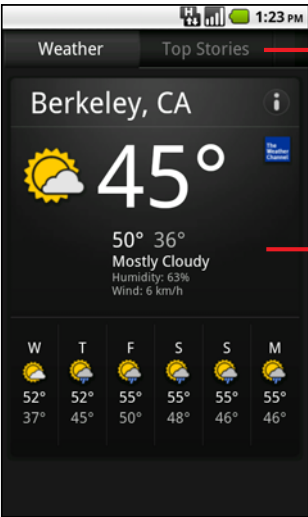 H 1:23 PM
Weather Top Stories
Berkeley, CA i
45°
The
Weather
Channel
50° 36°
Mostly Cloudy
Humidity: 63%
Wind: 6 km/h
W T F S S M
52° 52° 55° 55° 55° 55°
37° 45° 50° 48° 46° 46°